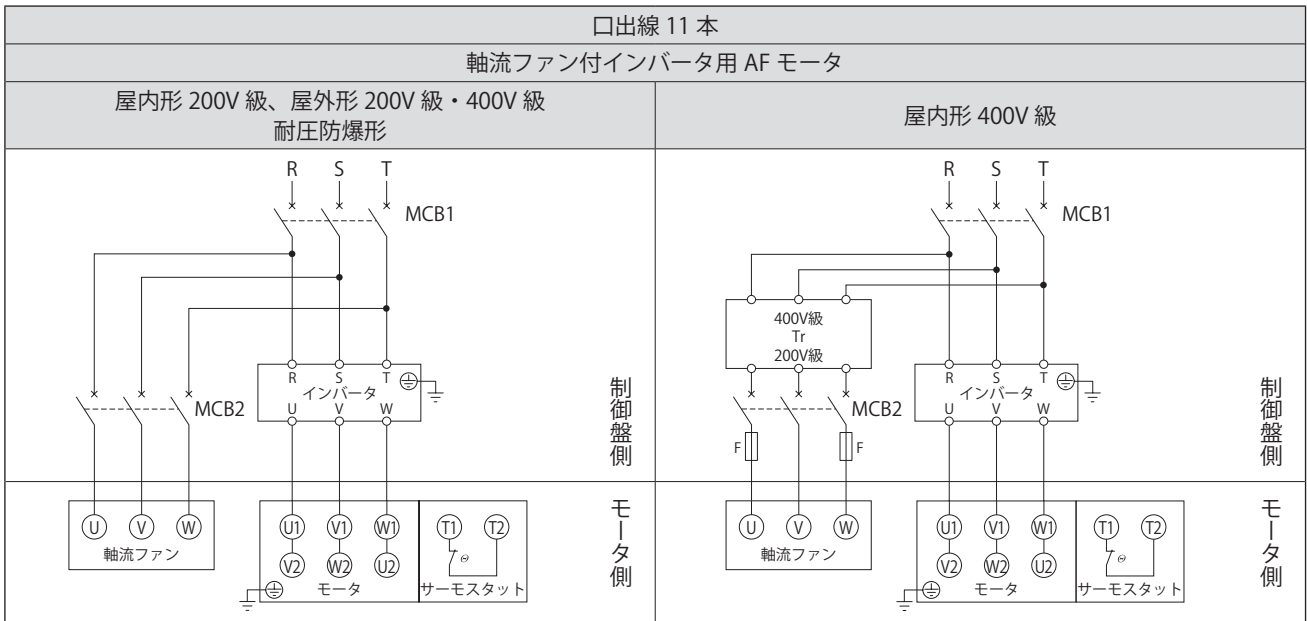 口出線 11 本
軸流ファン付インバータ用 AF モータ
屋内形 200V 級、屋外形 200V 級・400V 級
耐圧防爆形
屋内形 400V 級
R S T
MCB1
R S T
インバータ
U V W
MCB2
制御盤側
U V W
軸流ファン
U1 V1 W1
V2 W2 U2
モータ
T1 T2
Θ
サーモスタット
モータ側
R S T
MCB1
400V級
Tr
200V級
R S T
インバータ
U V W
MCB2
F F
制御盤側
U V W
軸流ファン
U1 V1 W1
V2 W2 U2
モータ
T1 T2
Θ
サーモスタット
モータ側